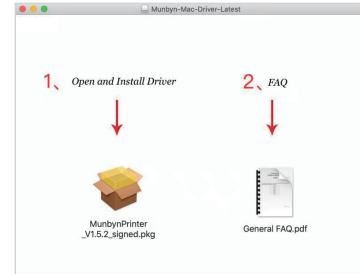 Munbyn-Mac-Driver-Latest
1、 Open and Install Driver
2、 FAQ
MunbynPrinter
_V1.5.2_signed.pkg
General FAQ.pdf